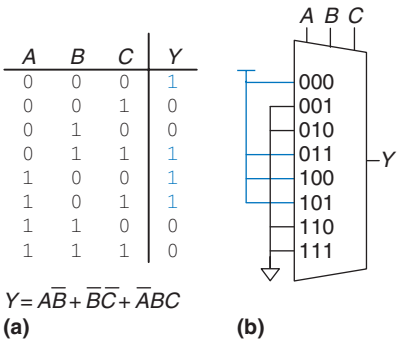 A B C Y
0 0 0 1
0 0 1 0
0 1 0 0
0 1 1 1
1 0 0 1
1 0 1 1
1 1 0 0
1 1 1 0
Y = AB̅ + B̅C̅ + A̅BC
(a)
A B C
000
001
010
011
100
101
110
111
Y
(b)